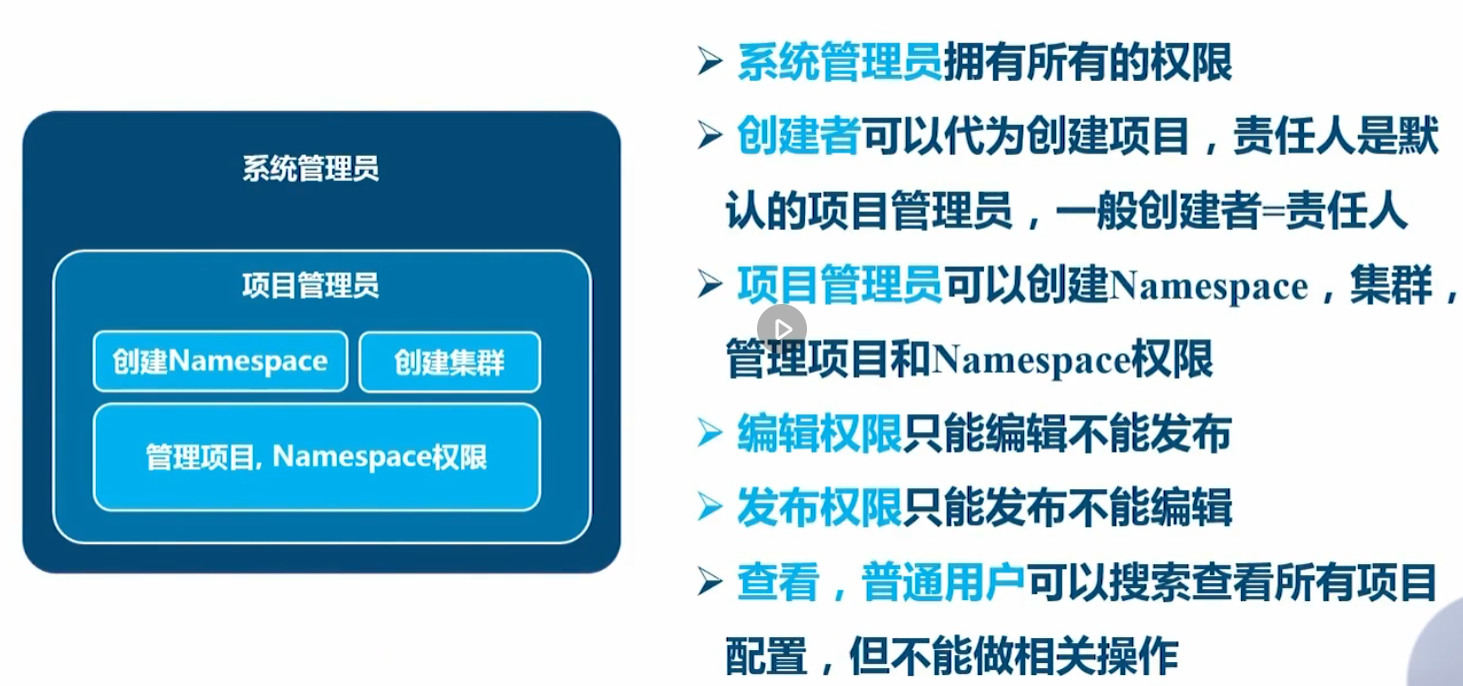 系统管理员
项目管理员
创建Namespace
创建集群
管理项目, Namespace权限
系统管理员拥有所有的权限
创建者可以代为创建项目，责任人是默
认的项目管理员，一般创建者=责任人
项目管理员可以创建Namespace，集群，
管理项目和Namespace权限
编辑权限只能编辑不能发布
发布权限只能发布不能编辑
查看，普通用户可以搜索查看所有项目
配置，但不能做相关操作